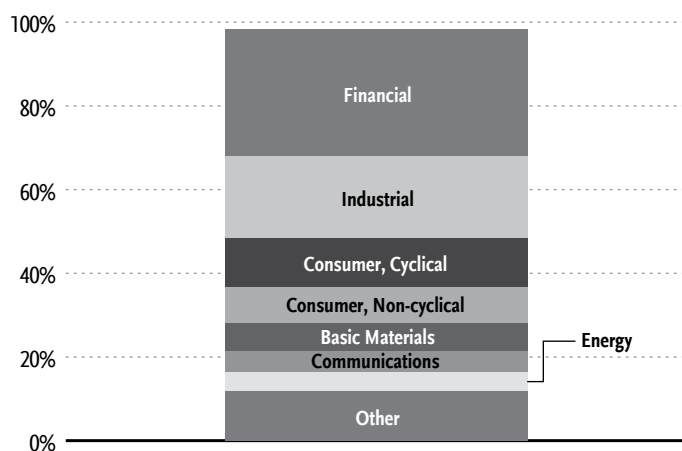 100%
Financial
80%
60%
Industrial
Consumer, Cyclical
40%
Consumer, Non-cyclical
Basic Materials
Energy
20%
Communications
Other
0%